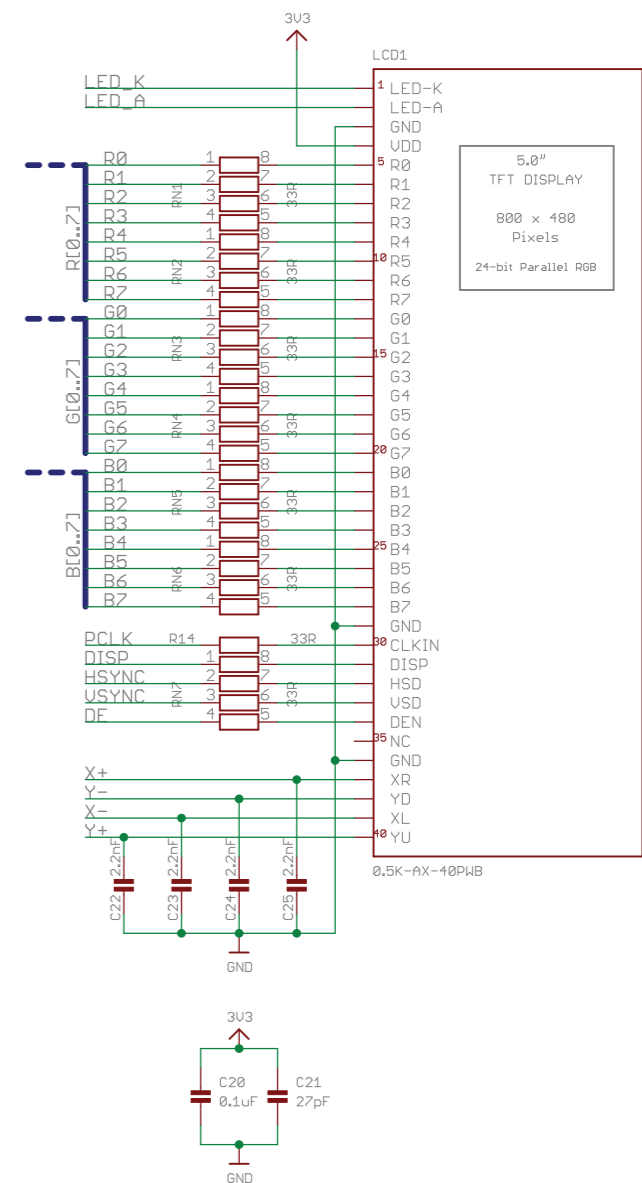 3V3
LCD1
LED_K 1 LED-K
LED_A LED-A
GND
VDD
5.0"
TFT DISPLAY
800 x 480
Pixels
24-bit Parallel RGB
R[0..7]
R0 1 8 5 R0
R1 2 7 R1
RN1 33R
R2 3 6 R2
R3 4 5 R3
R4 1 8 R4
R5 2 7 10 R5
RN2 33R
R6 3 6 R6
R7 4 5 R7
G[0..7]
G0 1 8 G0
G1 2 7 G1
RN3 33R
G2 3 6 15 G2
G3 4 5 G3
G4 1 8 G4
G5 2 7 G5
RN4 33R
G6 3 6 G6
G7 4 5 20 G7
B[0..7]
B0 1 8 B0
B1 2 7 B1
RN5 33R
B2 3 6 B2
B3 4 5 B3
B4 1 8 25 B4
B5 2 7 B5
RN6 33R
B6 3 6 B6
B7 4 5 B7
GND
PCLK R14 33R 30 CLKIN
DISP 1 8 DISP
HSYNC 2 7 HSD
RN7 33R
VSYNC 3 6 VSD
DE 4 5 DEN
35 NC
GND
X+ XR
Y- YD
X- XL
Y+ 40 YU
0.5K-AX-40PWB
C22 2.2nF
C23 2.2nF
C24 2.2nF
C25 2.2nF
GND
3V3
C20
0.1uF
C21
27pF
GND